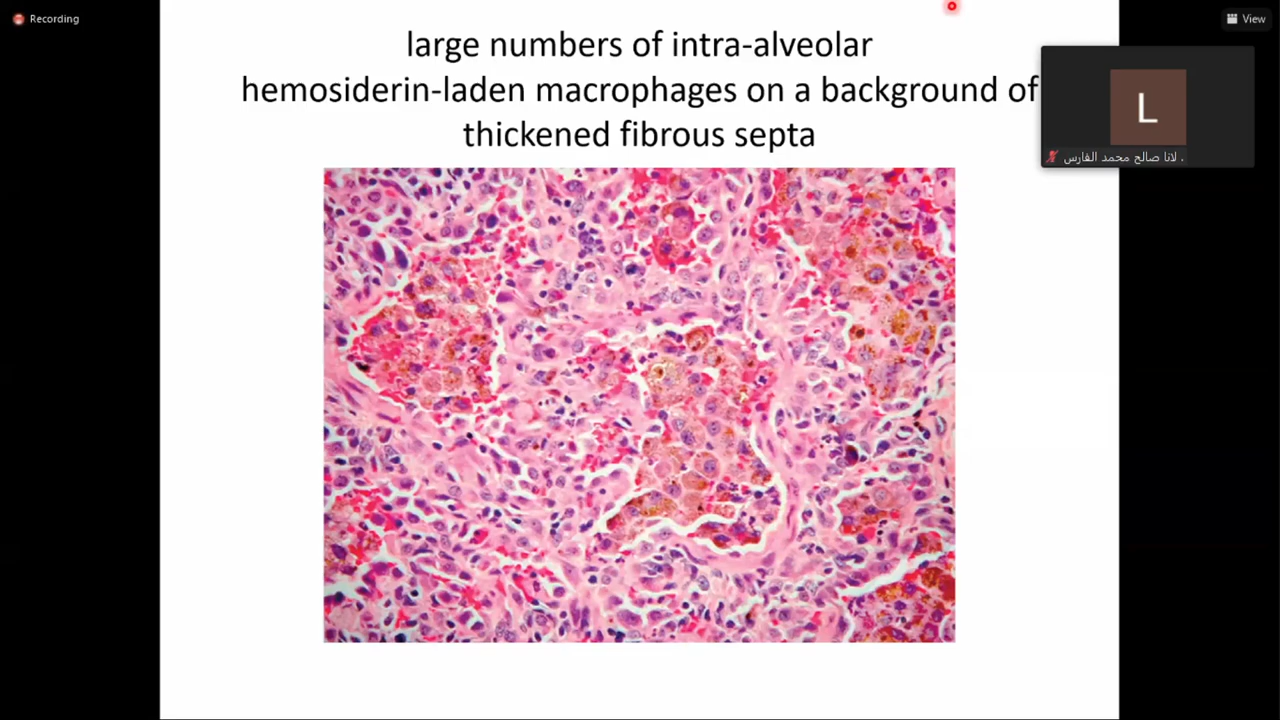 Recording
View
large numbers of intra-alveolar
hemosiderin-laden macrophages on a background of
thickened fibrous septa
L
لانا صالح محمد الفارس .